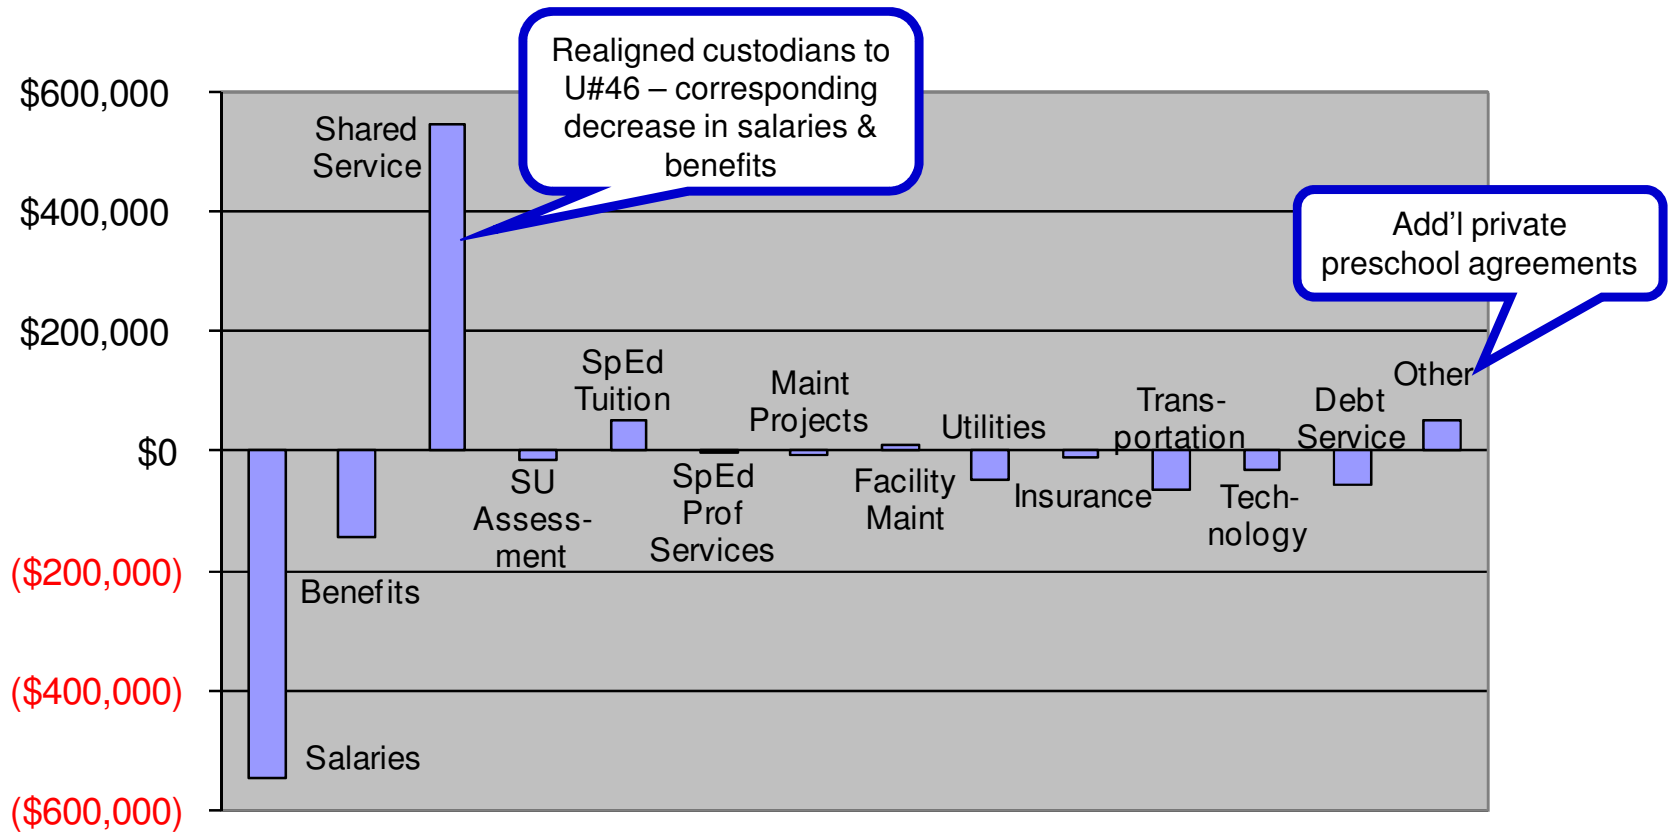 Realigned custodians to
U#46 – corresponding
decrease in salaries &
benefits
Add’l private
preschool agreements
$600,000
$400,000
$200,000
$0
($200,000)
($400,000)
($600,000)
Salaries
Benefits
Shared
Service
SU
Assess-
ment
SpEd
Tuition
SpEd
Prof
Services
Maint
Projects
Facility
Maint
Utilities
Insurance
Trans-
portation
Tech-
nology
Debt
Service
Other